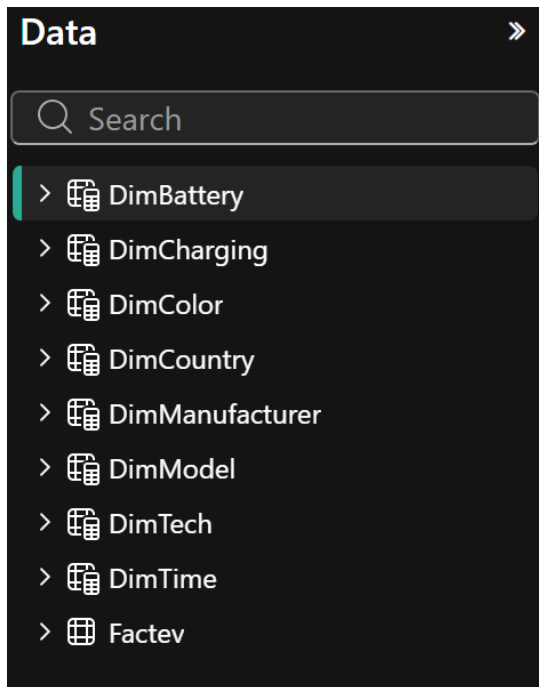 Data
Search
DimBattery
DimCharging
DimColor
DimCountry
DimManufacturer
DimModel
DimTech
DimTime
Factev